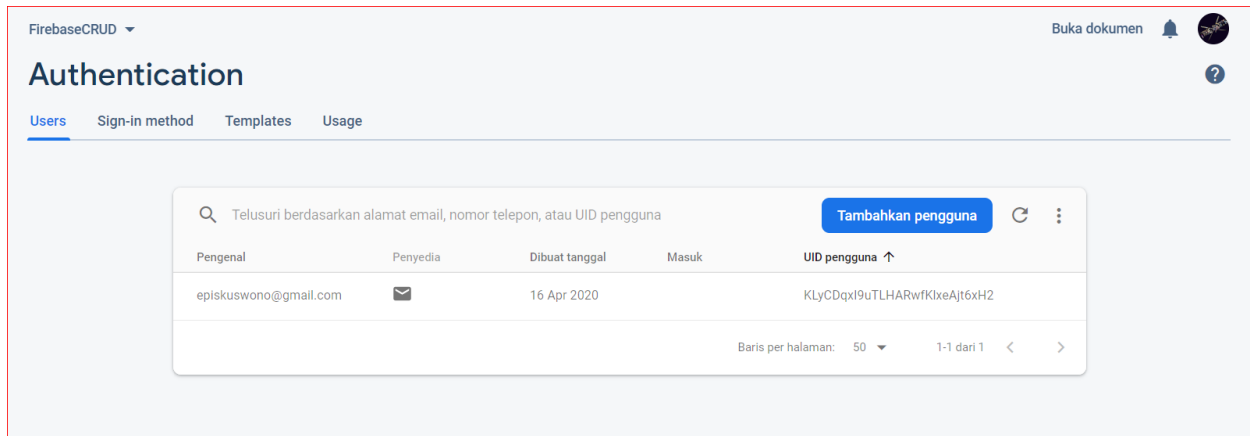 FirebaseCRUD Buka dokumen
Authentication
Users Sign-in method Templates Usage
Telusuri berdasarkan alamat email, nomor telepon, atau UID pengguna Tambahkan pengguna
Pengenal Penyedia Dibuat tanggal Masuk UID pengguna ↑
episkuswono@gmail.com 16 Apr 2020 KLyCDqxI9uTLHARwfKlxeAjt6xH2
Baris per halaman: 50 1-1 dari 1